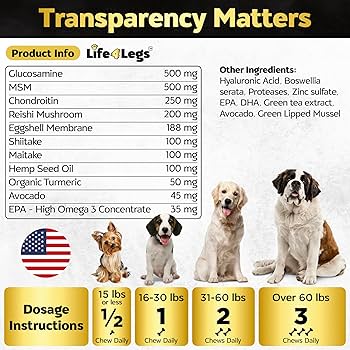 Transparency Matters
Product Info Life4Legs
Glucosamine 500 mg
MSM 500 mg
Chondroitin 250 mg
Reishi Mushroom 200 mg
Eggshell Membrane 188 mg
Shiitake 100 mg
Maitake 100 mg
Hemp Seed Oil 100 mg
Organic Turmeric 50 mg
Avocado 45 mg
EPA - High Omega 3 Concentrate 35 mg
Other Ingredients:
Hyaluronic Acid, Boswellia
serata, Proteases, Zinc sulfate,
EPA, DHA, Green tea extract,
Avocado, Green Lipped Mussel
Dosage
Instructions
15 lbs
or less
1/2
Chew Daily
16-30 lbs
1
Chew Daily
31-60 lbs
2
Chews Daily
Over 60 lbs
3
Chews Daily